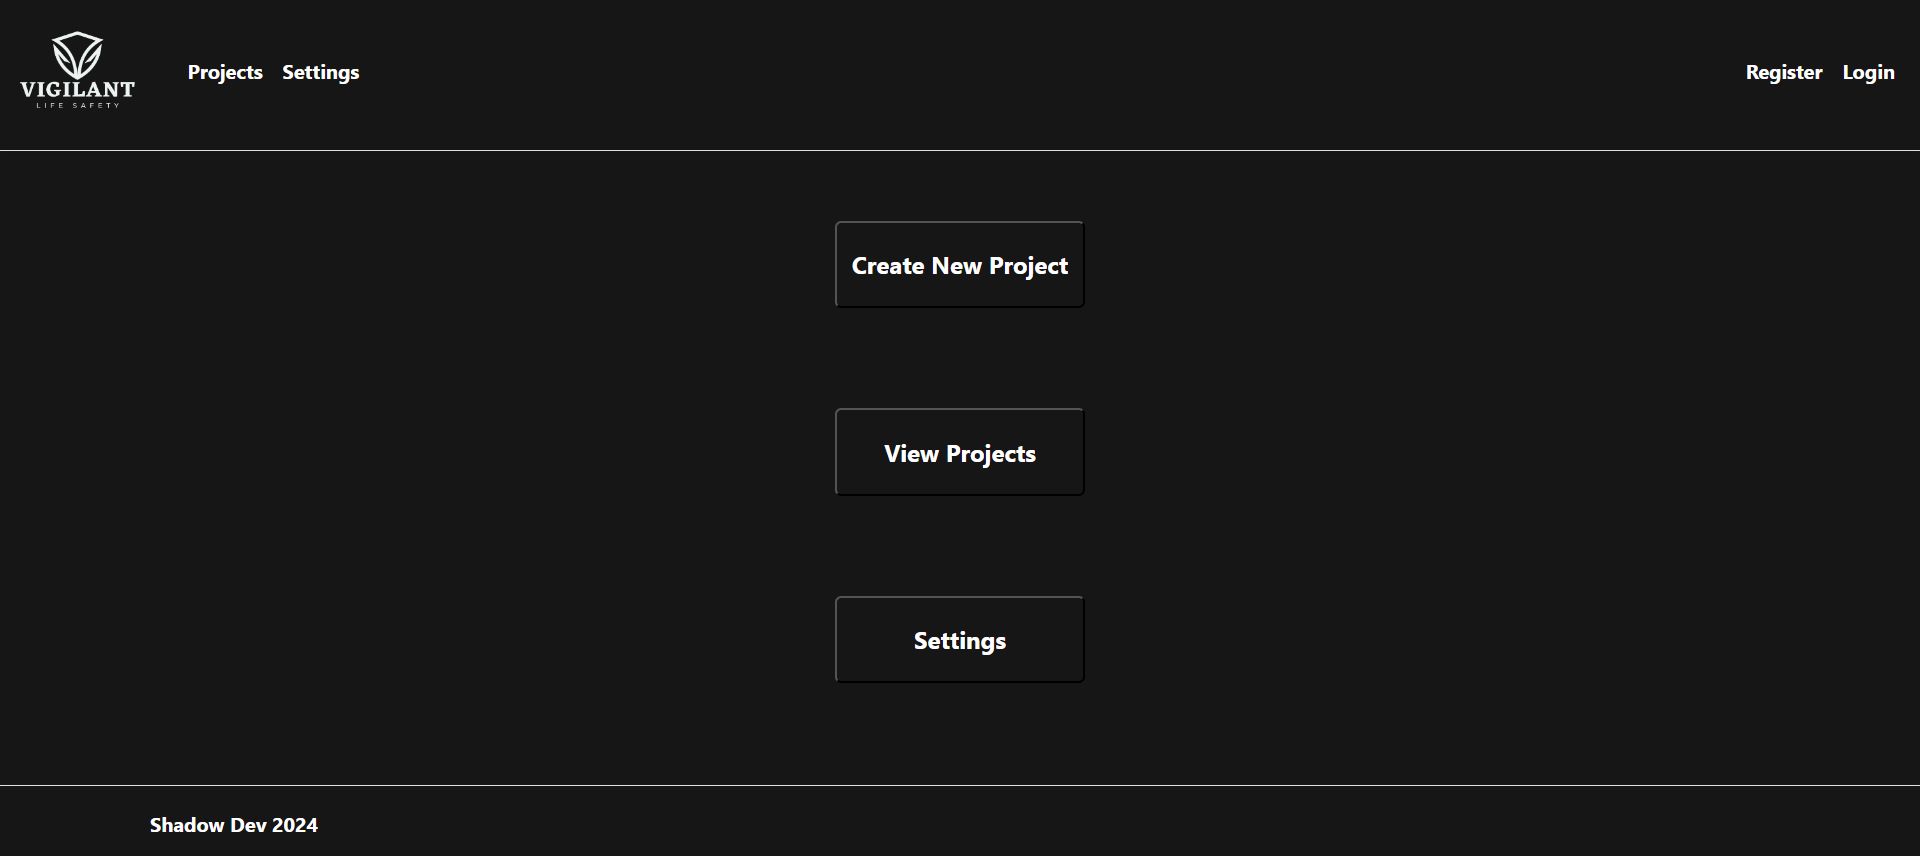 VIGILANT
LIFE SAFETY
Projects Settings
Register Login
Create New Project
View Projects
Settings
Shadow Dev 2024